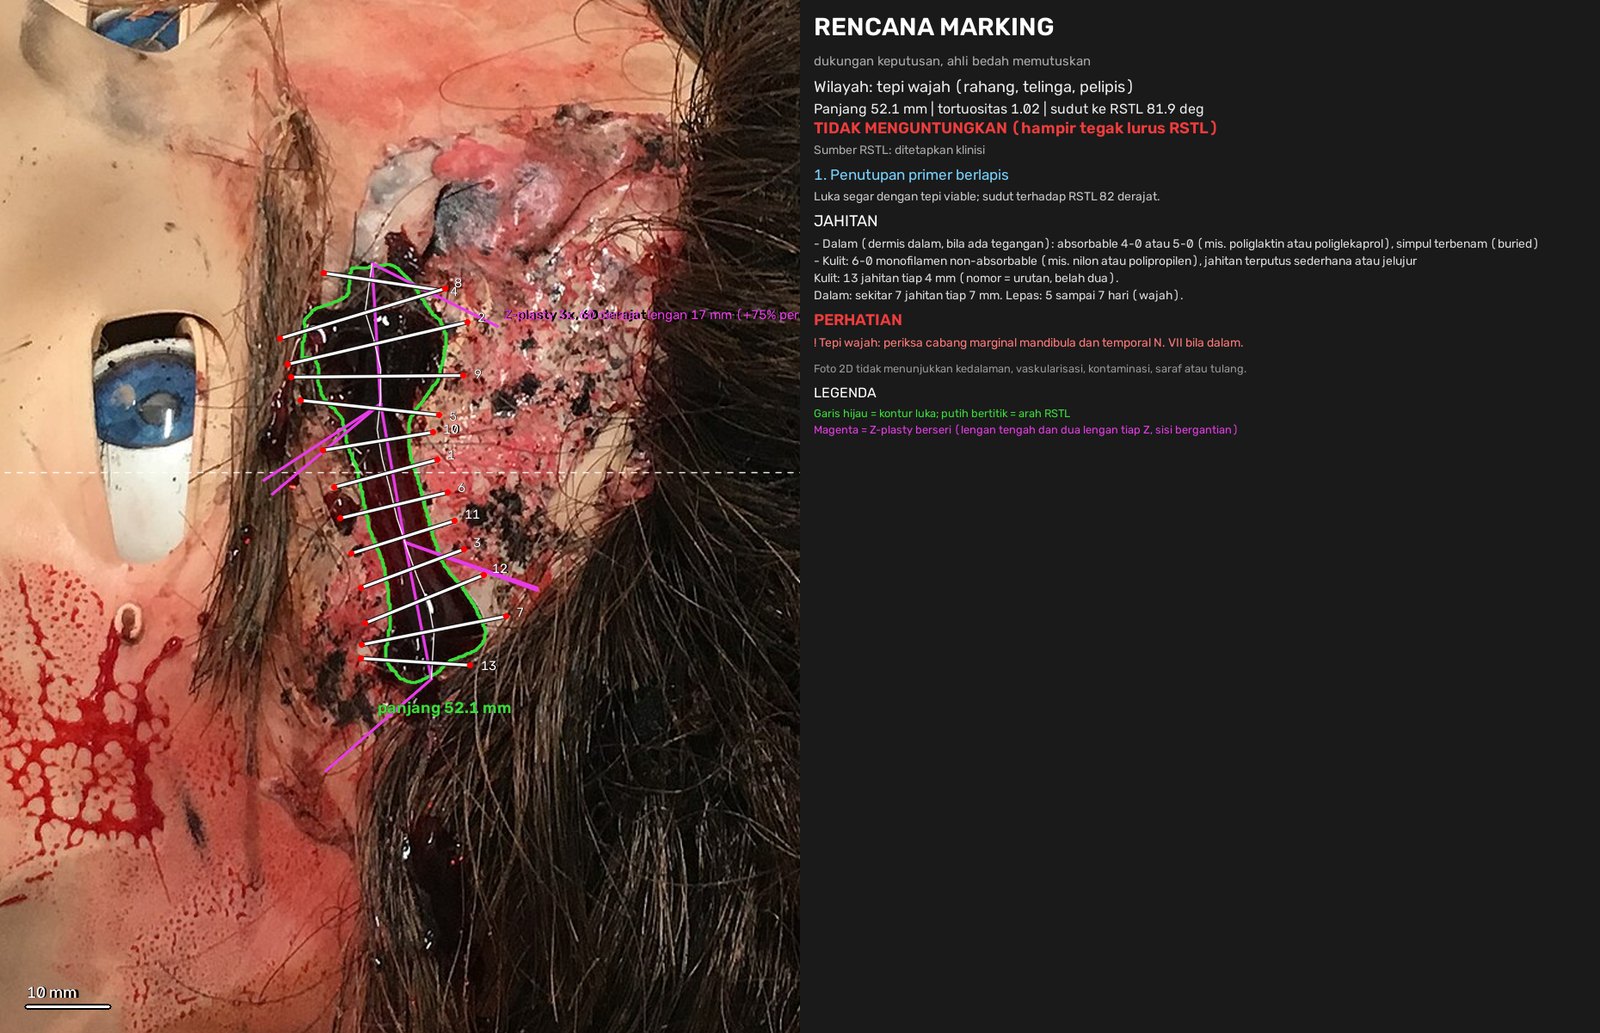 RENCANA MARKING
dukungan keputusan, ahli bedah memutuskan
Wilayah: tepi wajah (rahang, telinga, pelipis)
Panjang 52.1 mm | tortuositas 1.02 | sudut ke RSTL 81.9 deg
TIDAK MENGUNTUNGKAN (hampir tegak lurus RSTL)
Sumber RSTL: ditetapkan klinisi
1. Penutupan primer berlapis
Luka segar dengan tepi viable; sudut terhadap RSTL 82 derajat.
JAHITAN
- Dalam (dermis dalam, bila ada tegangan): absorbable 4-0 atau 5-0 (mis. poliglaktin atau poliglekaprol), simpul terbenam (buried)
- Kulit: 6-0 monofilamen non-absorbable (mis. nilon atau polipropilen), jahitan terputus sederhana atau jelujur
Kulit: 13 jahitan tiap 4 mm (nomor = urutan, belah dua).
Dalam: sekitar 7 jahitan tiap 7 mm. Lepas: 5 sampai 7 hari (wajah).
PERHATIAN
! Tepi wajah: periksa cabang marginal mandibula dan temporal N. VII bila dalam.
Foto 2D tidak menunjukkan kedalaman, vaskularisasi, kontaminasi, saraf atau tulang.
LEGENDA
Garis hijau = kontur luka; putih bertitik = arah RSTL
Magenta = Z-plasty berseri (lengan tengah dan dua lengan tiap Z, sisi bergantian)
8
4
2
Z-plasty 3x, 60 derajat lengan 17 mm (+75% per
9
5
10
1
6
11
3
12
7
13
panjang 52.1 mm
10 mm